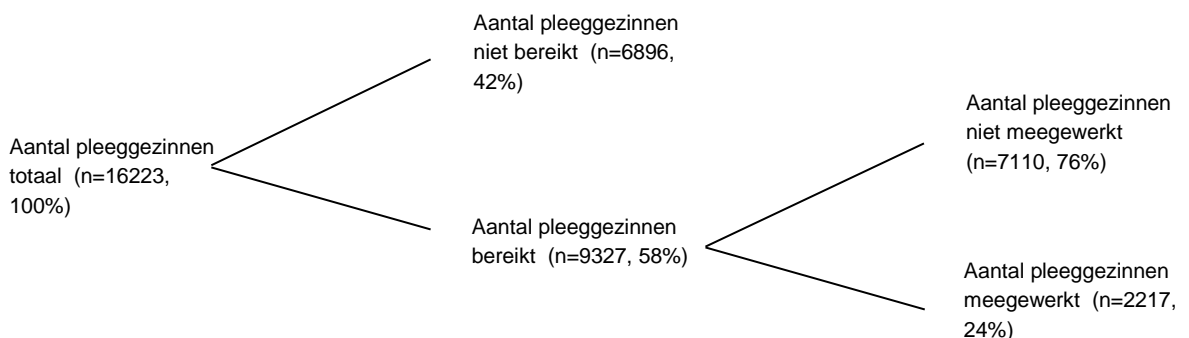 Aantal pleeggezinnen
totaal (n=16223,
100%)
Aantal pleeggezinnen
niet bereikt (n=6896,
42%)
Aantal pleeggezinnen
bereikt (n=9327, 58%)
Aantal pleeggezinnen
niet meegewerkt
(n=7110, 76%)
Aantal pleeggezinnen
meegewerkt (n=2217,
24%)